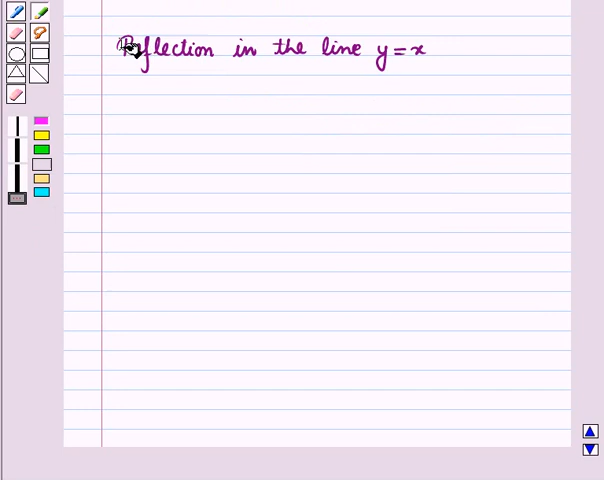 Reflection in the line y = x